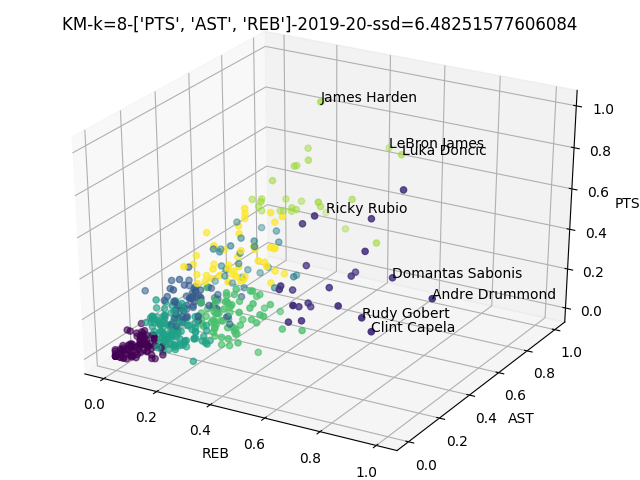 KM-k=8-['PTS', 'AST', 'REB']-2019-20-ssd=6.48251577606084
James Harden
LeBron James
Luka Doncic
Ricky Rubio
Domantas Sabonis
Andre Drummond
Rudy Gobert
Clint Capela
1.0
0.8
0.6
0.4
0.2
0.0
PTS
0.0
0.2
0.4
0.6
0.8
1.0
REB
0.0
0.2
0.4
0.6
0.8
1.0
AST